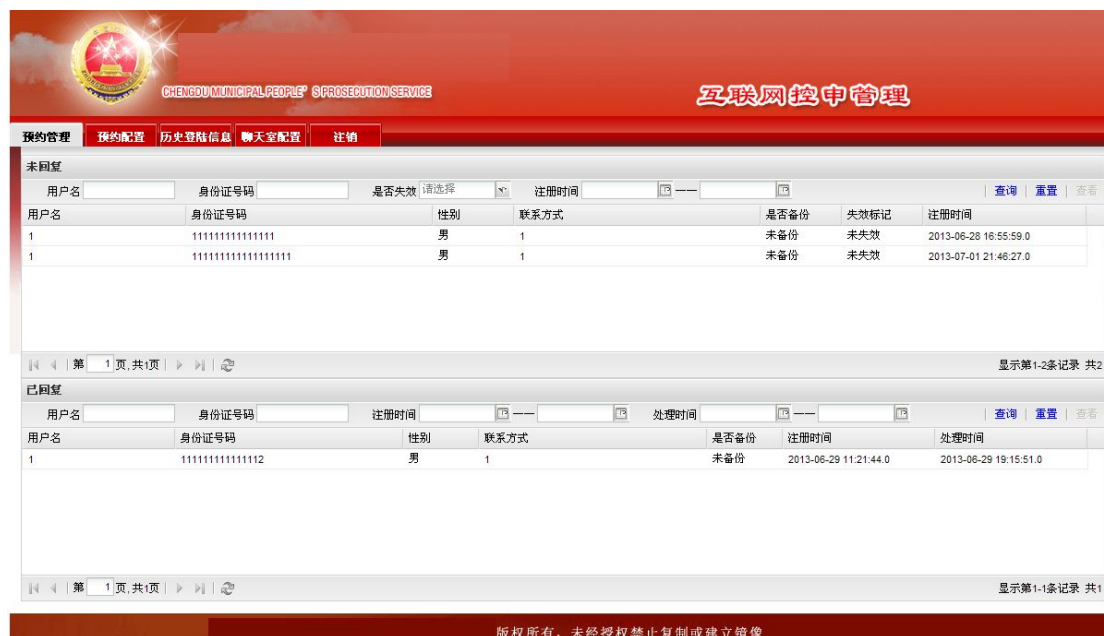 CHENGDU MUNICIPAL PEOPLE' S PROSECUTION SERVICE
互联网控申管理
预约管理 预约配置 历史登陆信息 聊天室配置 注销
未回复
用户名 身份证号码 是否失效 请选择 注册时间 —— 查询 重置 查看
用户名 身份证号码 性别 联系方式 是否备份 失效标记 注册时间
1 111111111111111 男 1 未备份 未失效 2013-06-28 16:55:59.0
1 111111111111111111 男 1 未备份 未失效 2013-07-01 21:46:27.0
第 1 页,共1页 显示第1-2条记录 共2
已回复
用户名 身份证号码 注册时间 —— 处理时间 —— 查询 重置 查看
用户名 身份证号码 性别 联系方式 是否备份 注册时间 处理时间
1 111111111111112 男 1 未备份 2013-06-29 11:21:44.0 2013-06-29 19:15:51.0
第 1 页,共1页 显示第1-1条记录 共1
版权所有，未经授权禁止复制或建立镜像